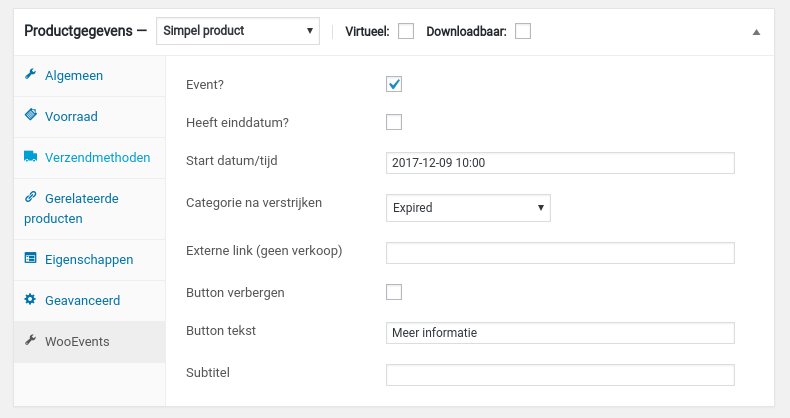 Productgegevens — Simpel product Virtueel: Downloadbaar:
Algemeen
Voorraad
Verzendmethoden
Gerelateerde
producten
Eigenschappen
Geavanceerd
WooEvents
Event?
Heeft einddatum?
Start datum/tijd 2017-12-09 10:00
Categorie na verstrijken Expired
Externe link (geen verkoop)
Button verbergen
Button tekst Meer informatie
Subtitel